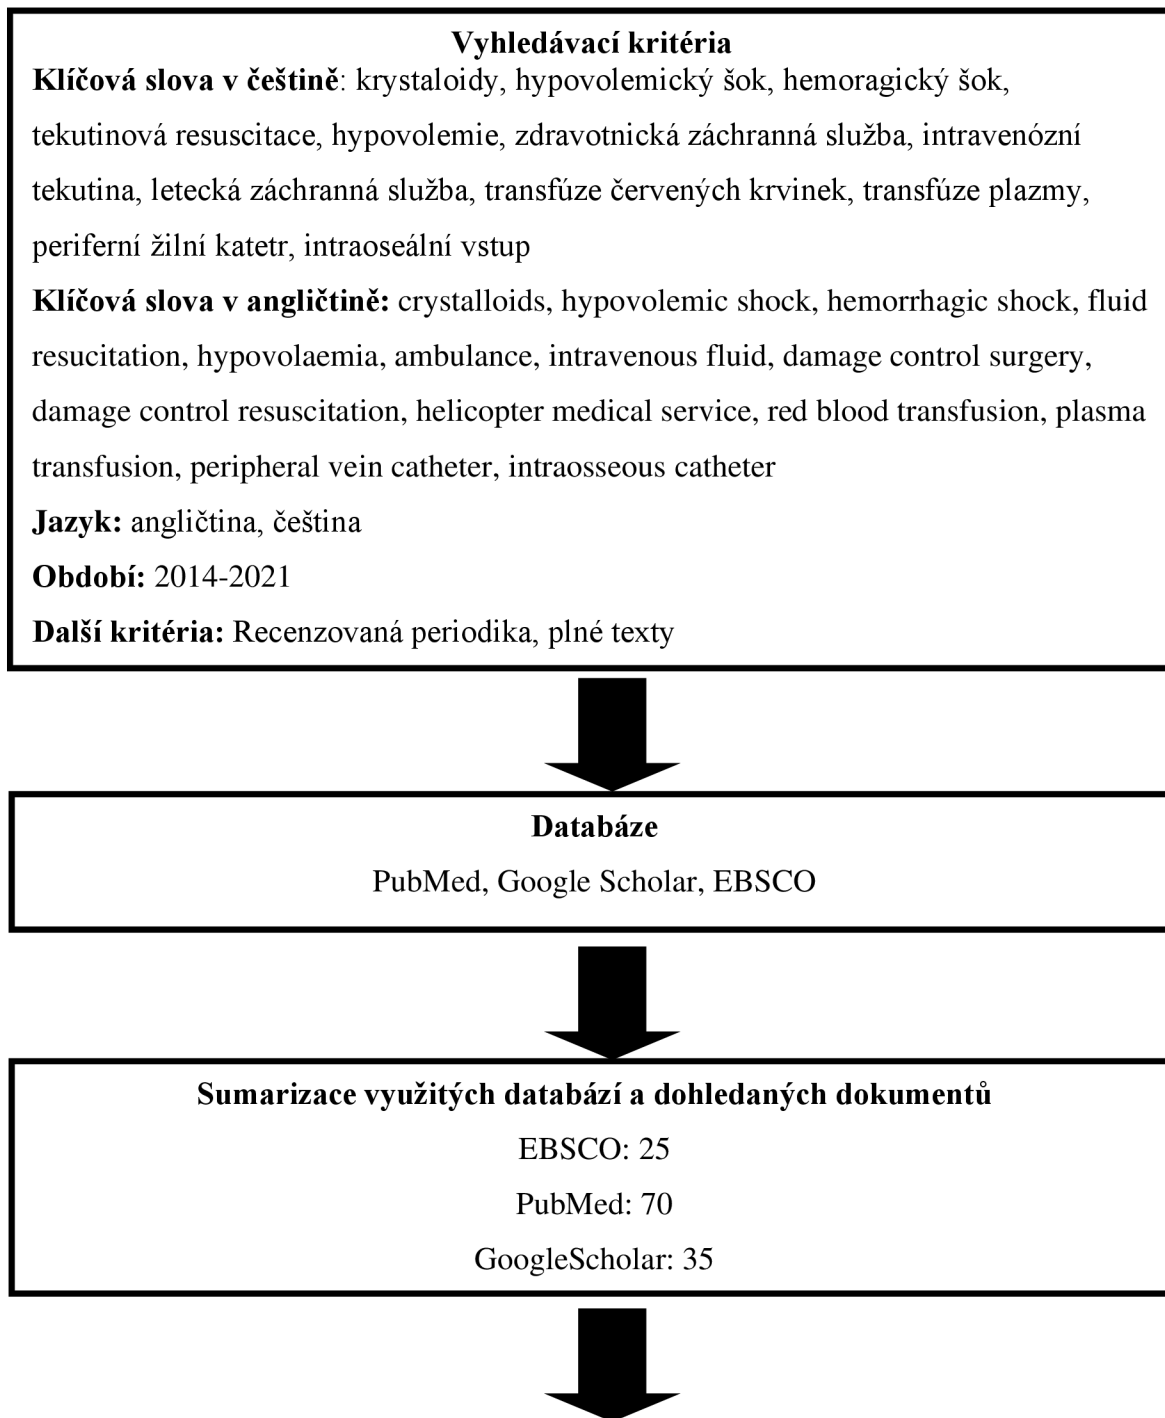 Vyhledávací kritéria
Klíčová slova v češtině: krystaloidy, hypovolemický šok, hemoragický šok,
tekutinová resuscitace, hypovolemie, zdravotnická záchranná služba, intravenózní
tekutina, letecká záchranná služba, transfúze červených krvinek, transfúze plazmy,
periferní žilní katetr, intraoseální vstup
Klíčová slova v angličtině: crystalloids, hypovolemic shock, hemorrhagic shock, fluid
resucitation, hypovolaemia, ambulance, intravenous fluid, damage control surgery,
damage control resuscitation, helicopter medical service, red blood transfusion, plasma
transfusion, peripheral vein catheter, intraosseous catheter
Jazyk: angličtina, čeština
Období: 2014-2021
Další kritéria: Recenzovaná periodika, plné texty
Databáze
PubMed, Google Scholar, EBSCO
Sumarizace využitých databází a dohledaných dokumentů
EBSCO: 25
PubMed: 70
GoogleScholar: 35